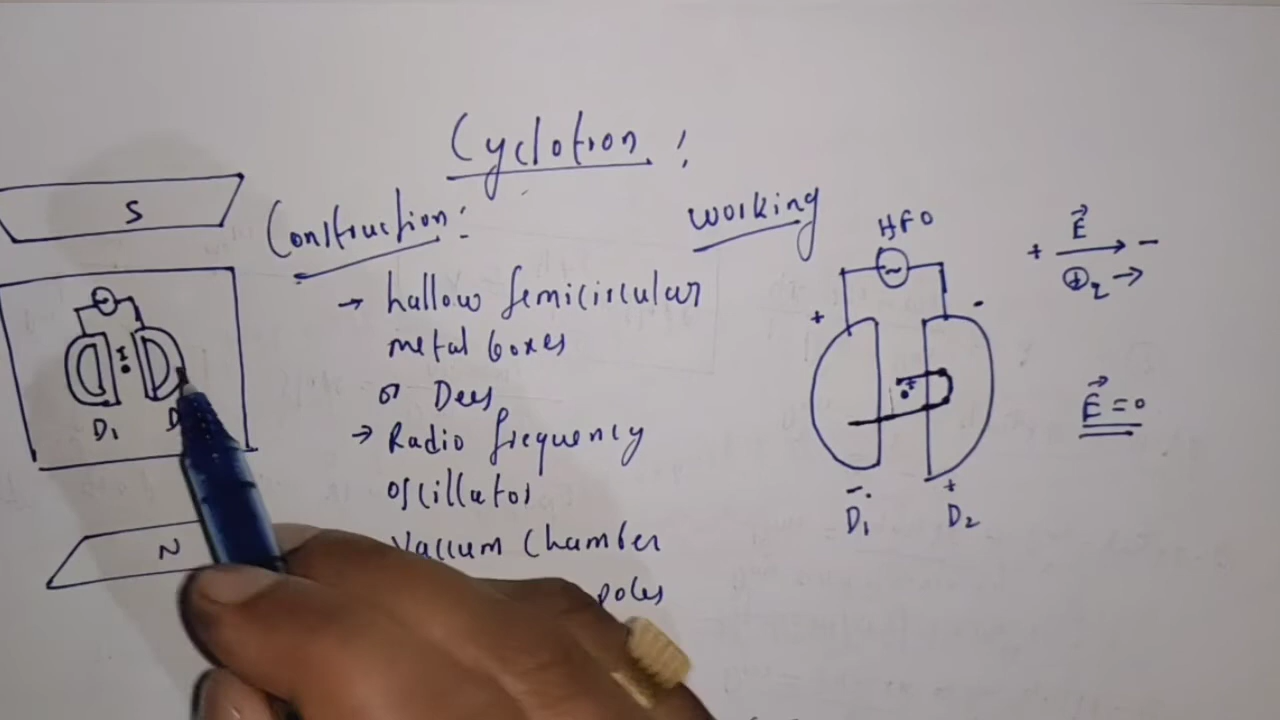 Cyclotron !
S
D1
N
Construction :
→ hallow semicircular
metal boxes
or Dees
→ Radio frequency
oscillator
Vaccum Chamber
poles
working
HFO
+ -
- +
D1 D2
+ E⃗ → -
⊕q →
E⃗ = 0